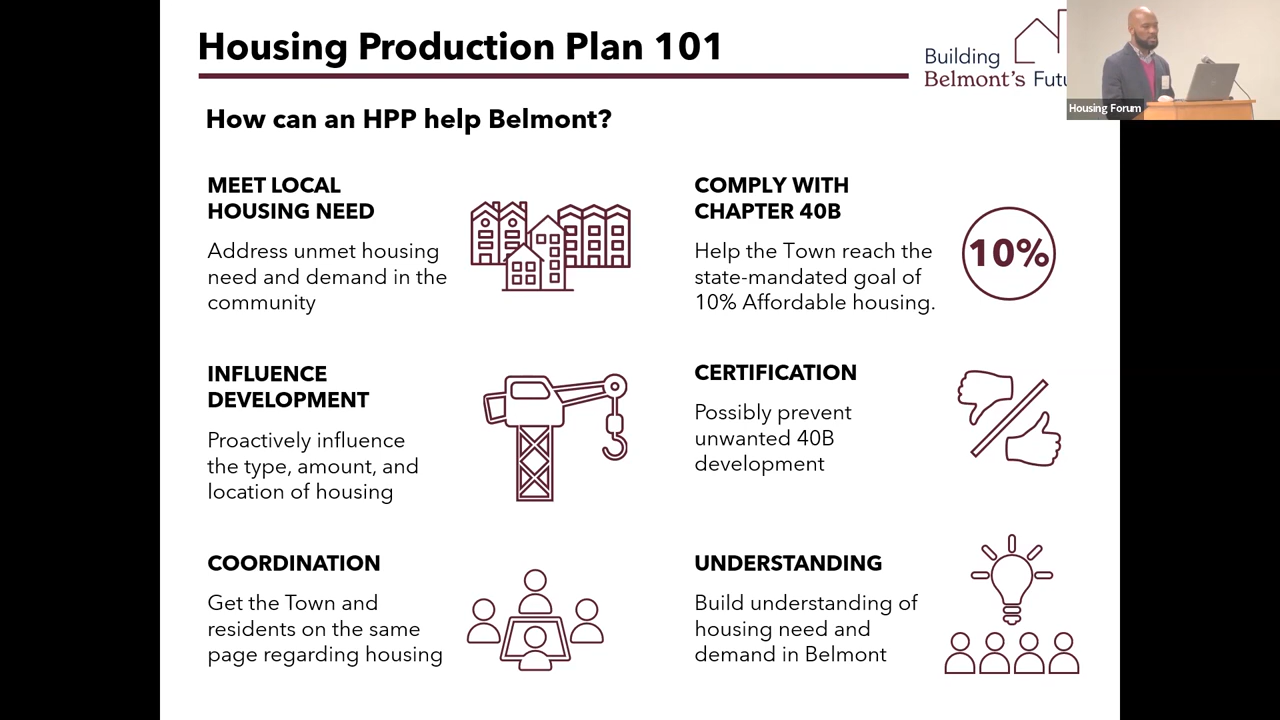 Housing Production Plan 101
Building
Belmont's
Housing Forum
How can an HPP help Belmont?
MEET LOCAL
HOUSING NEED
Address unmet housing
need and demand in the
community
COMPLY WITH
CHAPTER 40B
Help the Town reach the
state-mandated goal of
10% Affordable housing.
10%
INFLUENCE
DEVELOPMENT
Proactively influence
the type, amount, and
location of housing
CERTIFICATION
Possibly prevent
unwanted 40B
development
COORDINATION
Get the Town and
residents on the same
page regarding housing
UNDERSTANDING
Build understanding of
housing need and
demand in Belmont